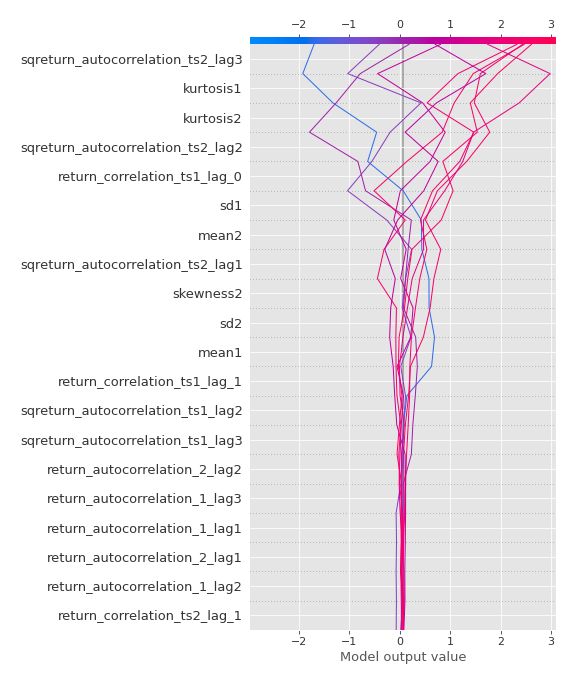 −2 −1 0 1 2 3
sqreturn_autocorrelation_ts2_lag3
kurtosis1
kurtosis2
sqreturn_autocorrelation_ts2_lag2
return_correlation_ts1_lag_0
sd1
mean2
sqreturn_autocorrelation_ts2_lag1
skewness2
sd2
mean1
return_correlation_ts1_lag_1
sqreturn_autocorrelation_ts1_lag2
sqreturn_autocorrelation_ts1_lag3
return_autocorrelation_2_lag2
return_autocorrelation_1_lag3
return_autocorrelation_1_lag1
return_autocorrelation_2_lag1
return_autocorrelation_1_lag2
return_correlation_ts2_lag_1
−2 −1 0 1 2 3
Model output value